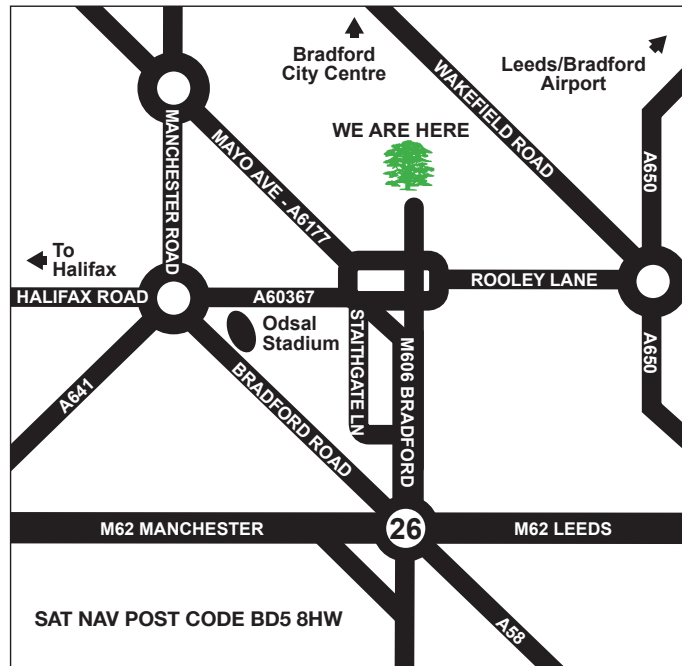 Bradford
City Centre
Leeds/Bradford
Airport
WAKEFIELD ROAD
WE ARE HERE
MANCHESTER ROAD
MAYO AVE - A6177
A650
To
Halifax
HALIFAX ROAD
A60367
ROOLEY LANE
Odsal
Stadium
STAITHGATE LN
M606 BRADFORD
A650
A641
BRADFORD ROAD
M62 MANCHESTER
26
M62 LEEDS
SAT NAV POST CODE BD5 8HW
A58